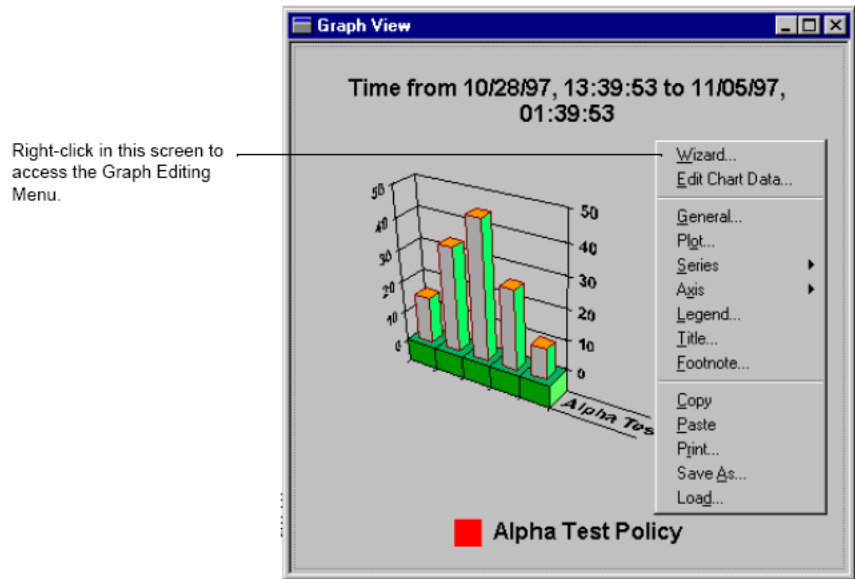 Graph View
Time from 10/28/97, 13:39:53 to 11/05/97,
01:39:53
Right-click in this screen to
access the Graph Editing
Menu.
Wizard...
Edit Chart Data...
General...
Plot...
Series
Axis
Legend...
Title...
Footnote...
Copy
Paste
Print...
Save As...
Load...
50
40
30
20
10
0
50
40
30
20
10
0
Alpha Tes
Alpha Test Policy